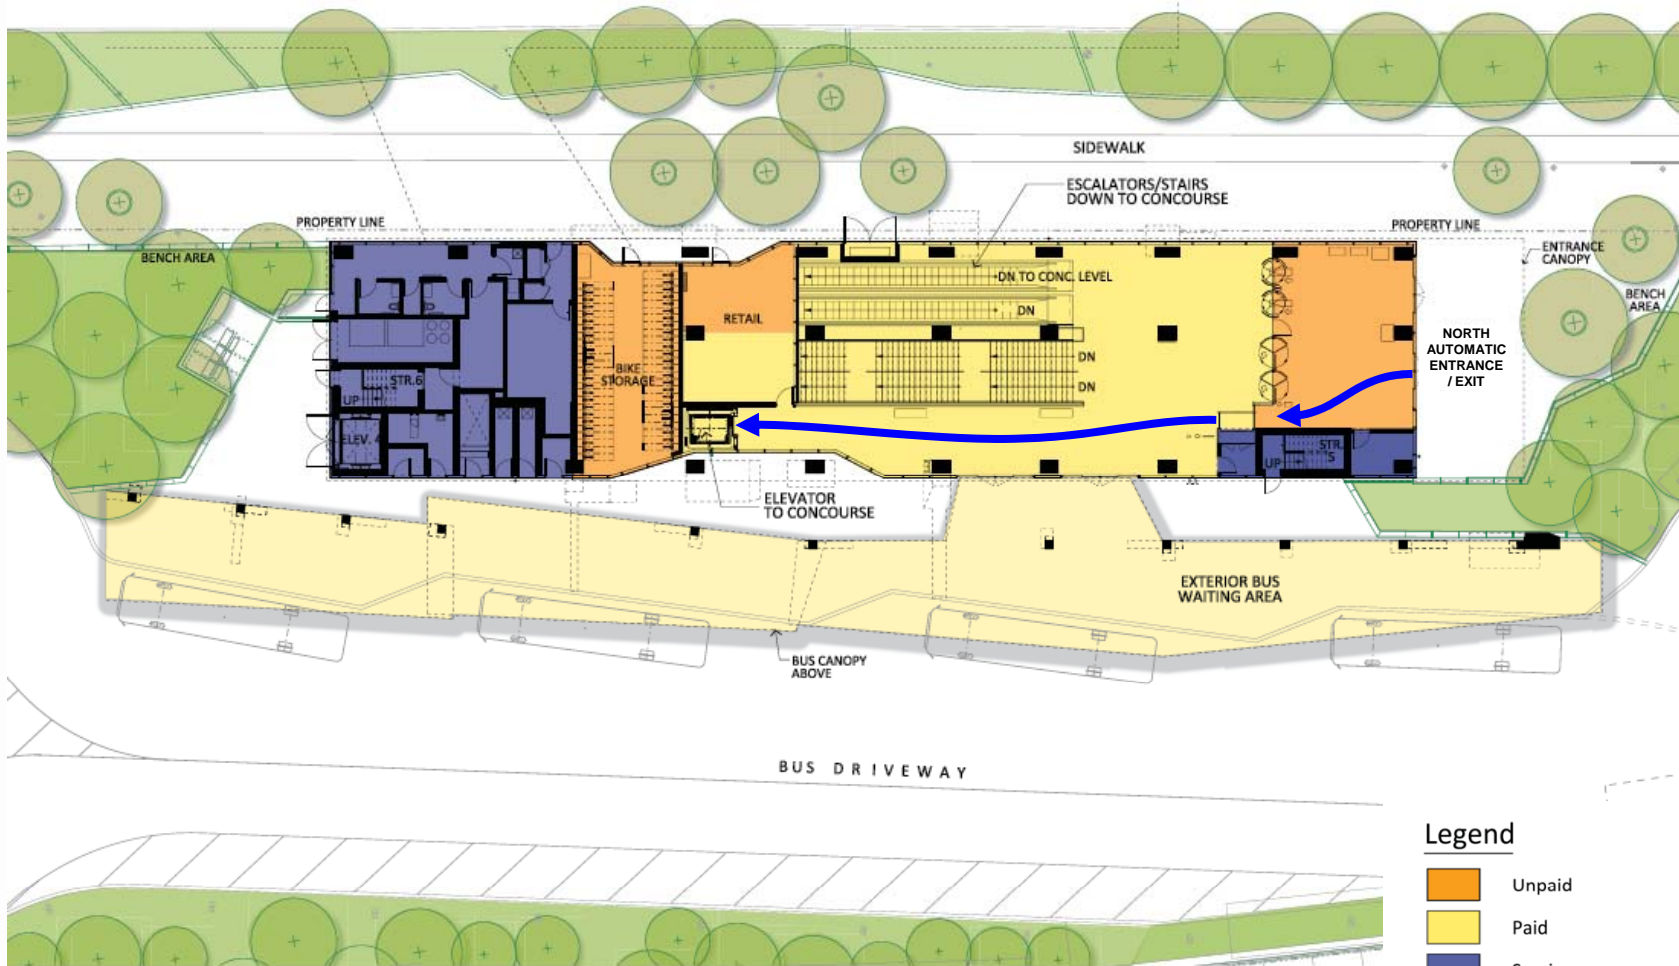 SIDEWALK
ESCALATORS/STAIRS
DOWN TO CONCOURSE
PROPERTY LINE
PROPERTY LINE
BENCH AREA
ENTRANCE
CANOPY
BENCH
AREA
DN TO CONC. LEVEL
DN
RETAIL
NORTH
AUTOMATIC
ENTRANCE
/ EXIT
DN
DN
BIKE
STORAGE
STR.6
UP
ELEV. 4
STR.
5
UP
ELEVATOR
TO CONCOURSE
EXTERIOR BUS
WAITING AREA
BUS CANOPY
ABOVE
BUS DRIVEWAY
Legend
Unpaid
Paid